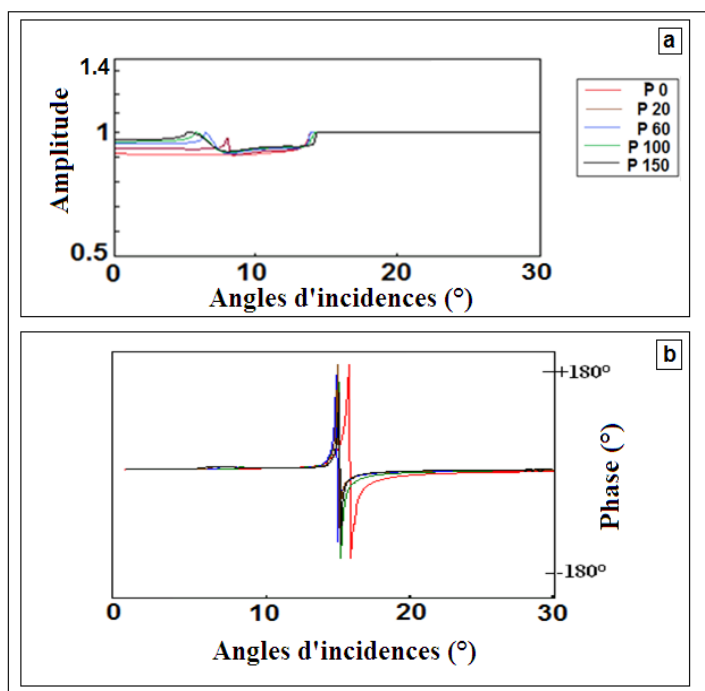 a
1.4
1
0.5
Amplitude
0
10
20
30
Angles d'incidences (°)
P 0
P 20
P 60
P 100
P 150
b
+180°
-180°
Phase (°)
0
10
20
30
Angles d'incidences (°)